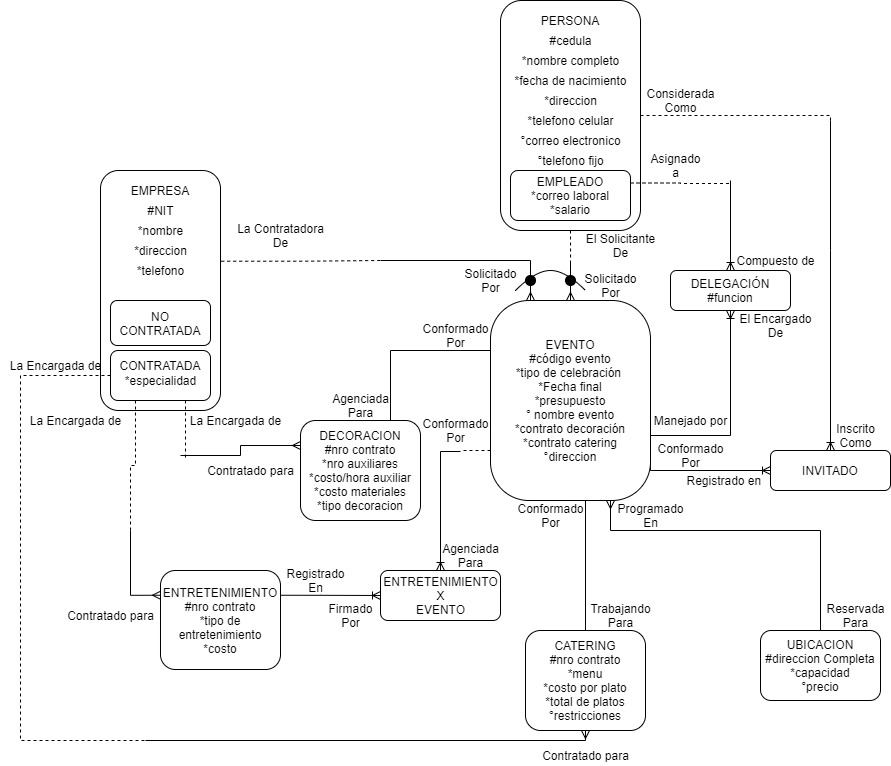 PERSONA
#cedula
*nombre completo
*fecha de nacimiento
*direccion
*telefono celular
°correo electronico
°telefono fijo
EMPLEADO
*correo laboral
*salario
Considerada
Como
Asignado
a
EMPRESA
#NIT
*nombre
*direccion
*telefono
NO
CONTRATADA
CONTRATADA
*especialidad
La Contratadora
De
El Solicitante
De
Solicitado
Por
Solicitado
Por
Compuesto de
DELEGACIÓN
#funcion
El Encargado
De
La Encargada de
La Encargada de
La Encargada de
Conformado
Por
EVENTO
#código evento
*tipo de celebración
*Fecha final
*presupuesto
° nombre evento
*contrato decoración
*contrato catering
°direccion
Agenciada
Para
Conformado
Por
Manejado por
Inscrito
Como
DECORACION
#nro contrato
*nro auxiliares
*costo/hora auxiliar
*costo materiales
*tipo decoracion
Contratado para
Conformado
Por
Registrado en
INVITADO
Conformado
Por
Programado
En
Agenciada
Para
ENTRETENIMIENTO
#nro contrato
*tipo de
entretenimiento
*costo
Contratado para
Registrado
En
Firmado
Por
ENTRETENIMIENTO
X
EVENTO
Trabajando
Para
Reservada
Para
CATERING
#nro contrato
*menu
*costo por plato
*total de platos
°restricciones
UBICACION
#direccion Completa
*capacidad
°precio
Contratado para